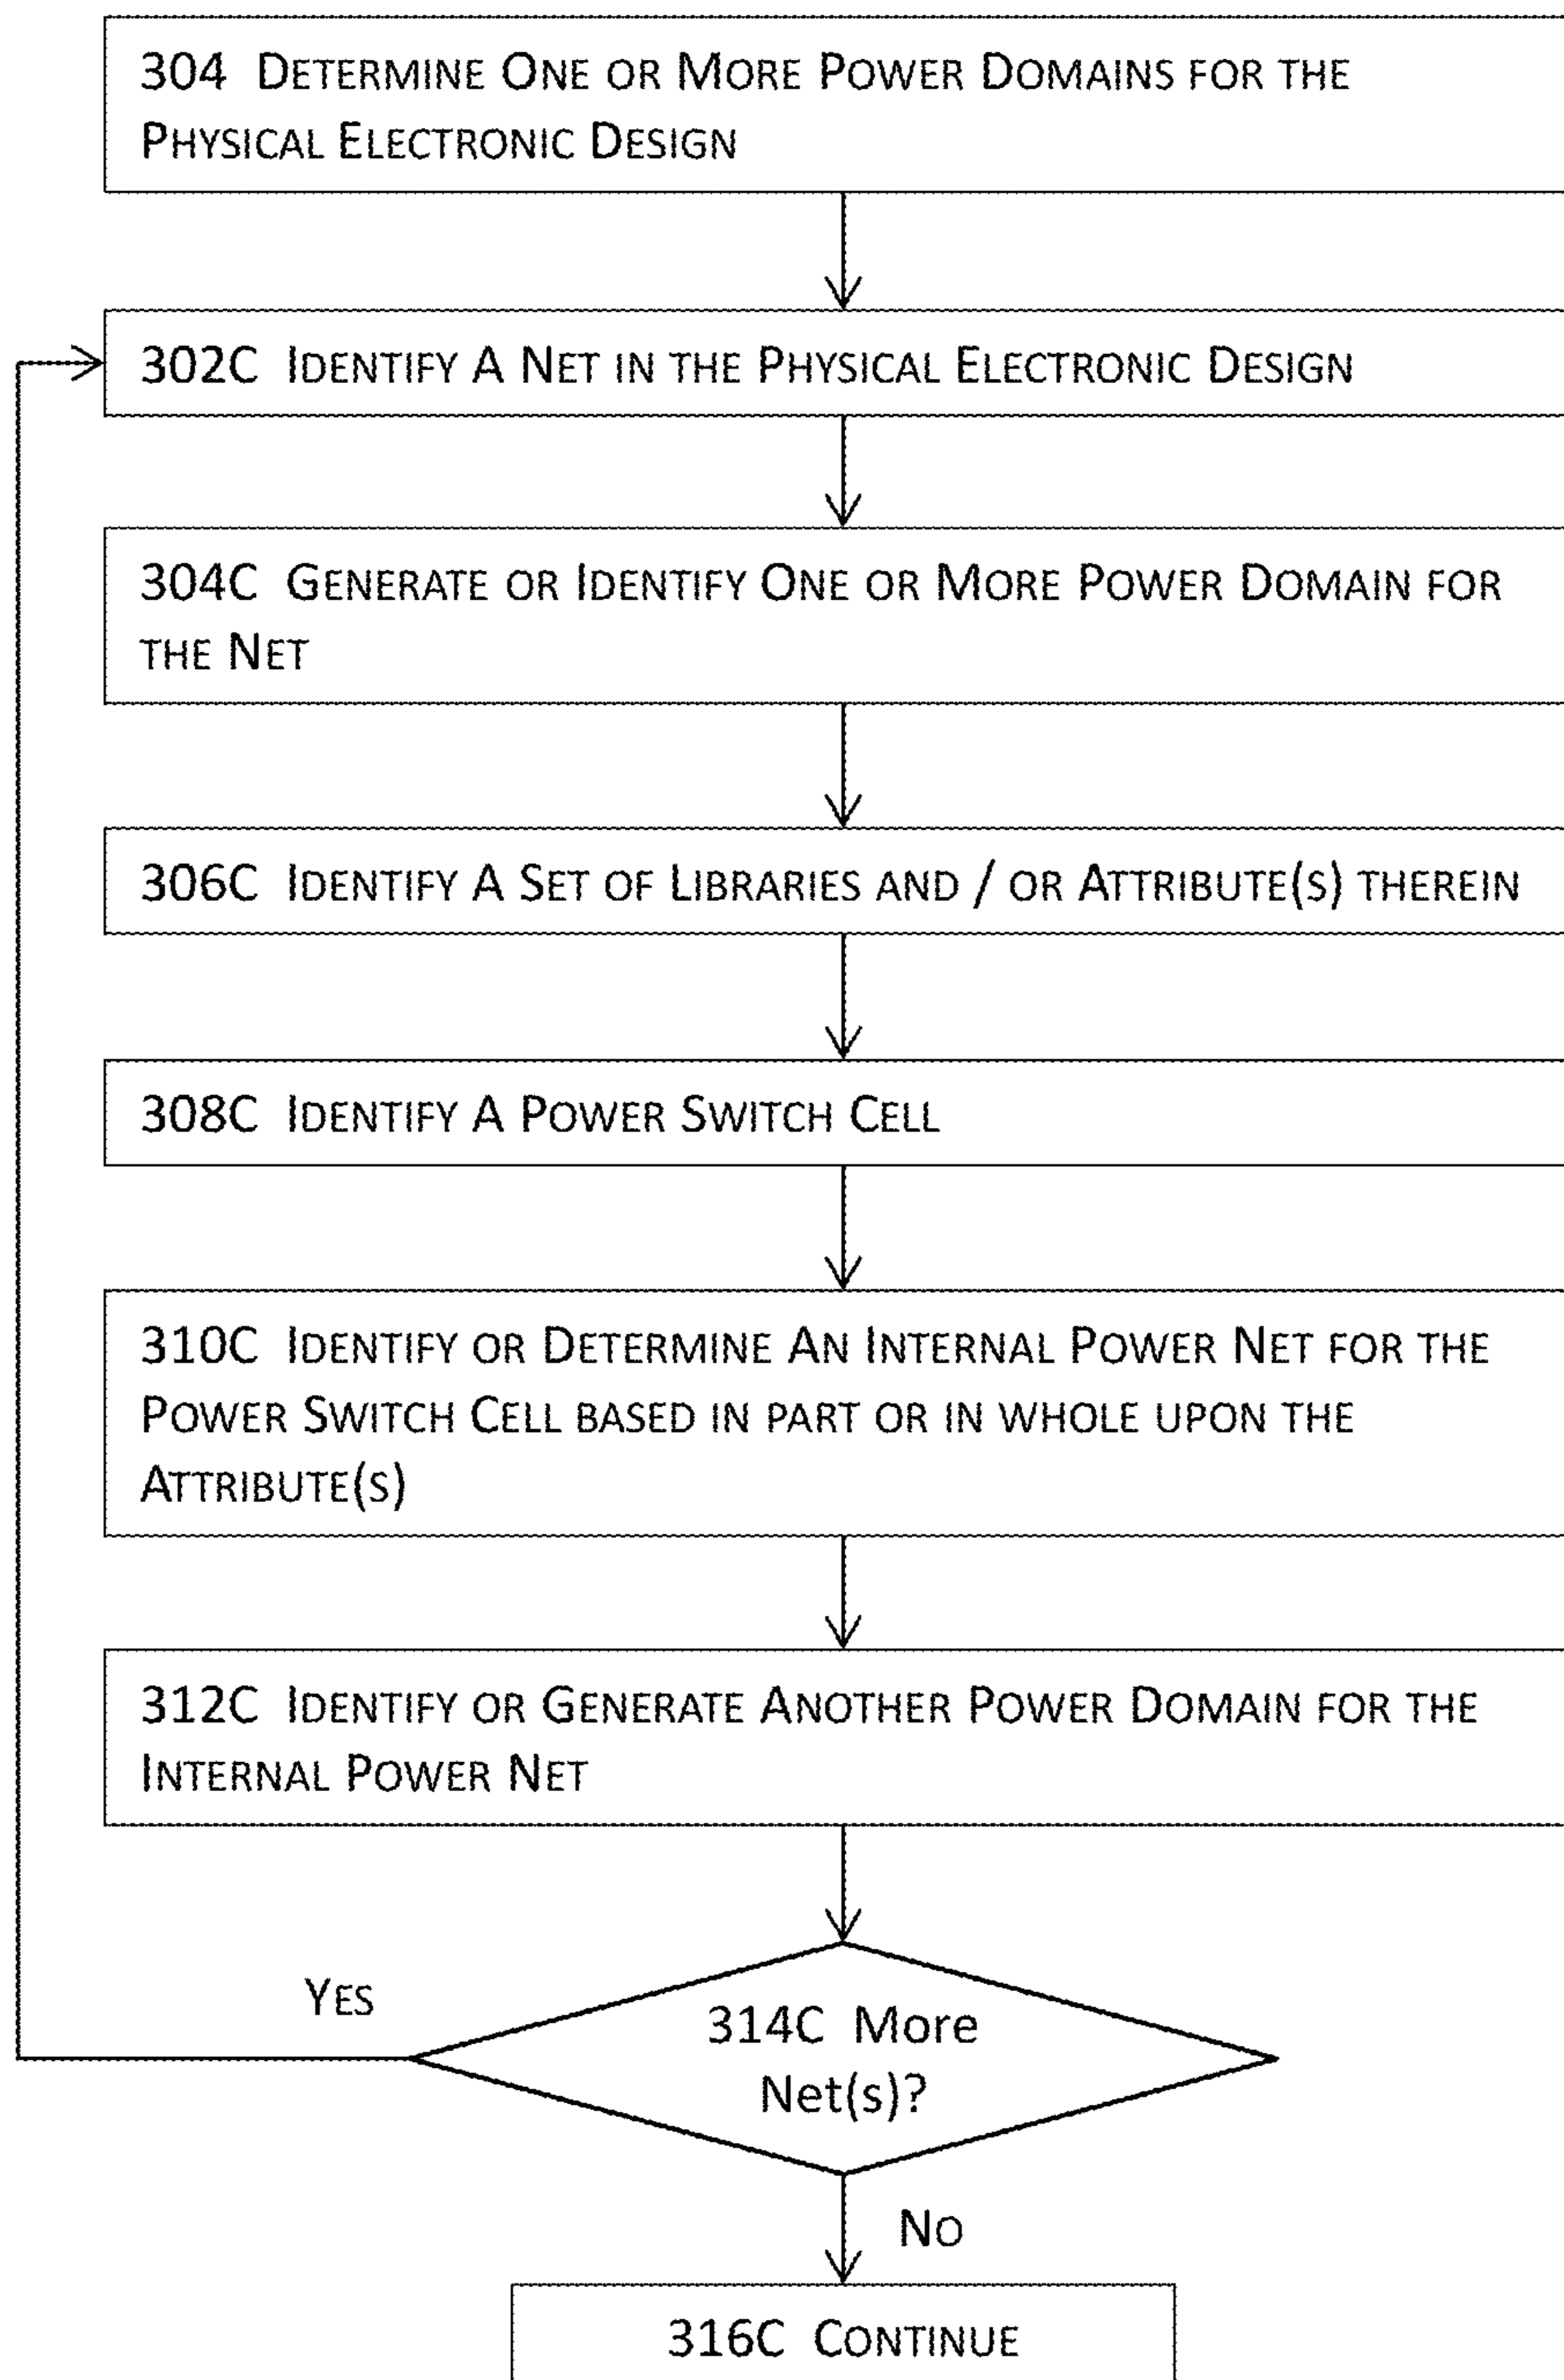 304 Determine One or More Power Domains for the
Physical Electronic Design
302C Identify A Net in the Physical Electronic Design
304C Generate or Identify One or More Power Domain for
the Net
306C Identify A Set of Libraries and / or Attribute(s) therein
308C Identify A Power Switch Cell
310C Identify or Determine An Internal Power Net for the
Power Switch Cell based in part or in whole upon the
Attribute(s)
312C Identify or Generate Another Power Domain for the
Internal Power Net
Yes
314C More
Net(s)?
No
316C Continue